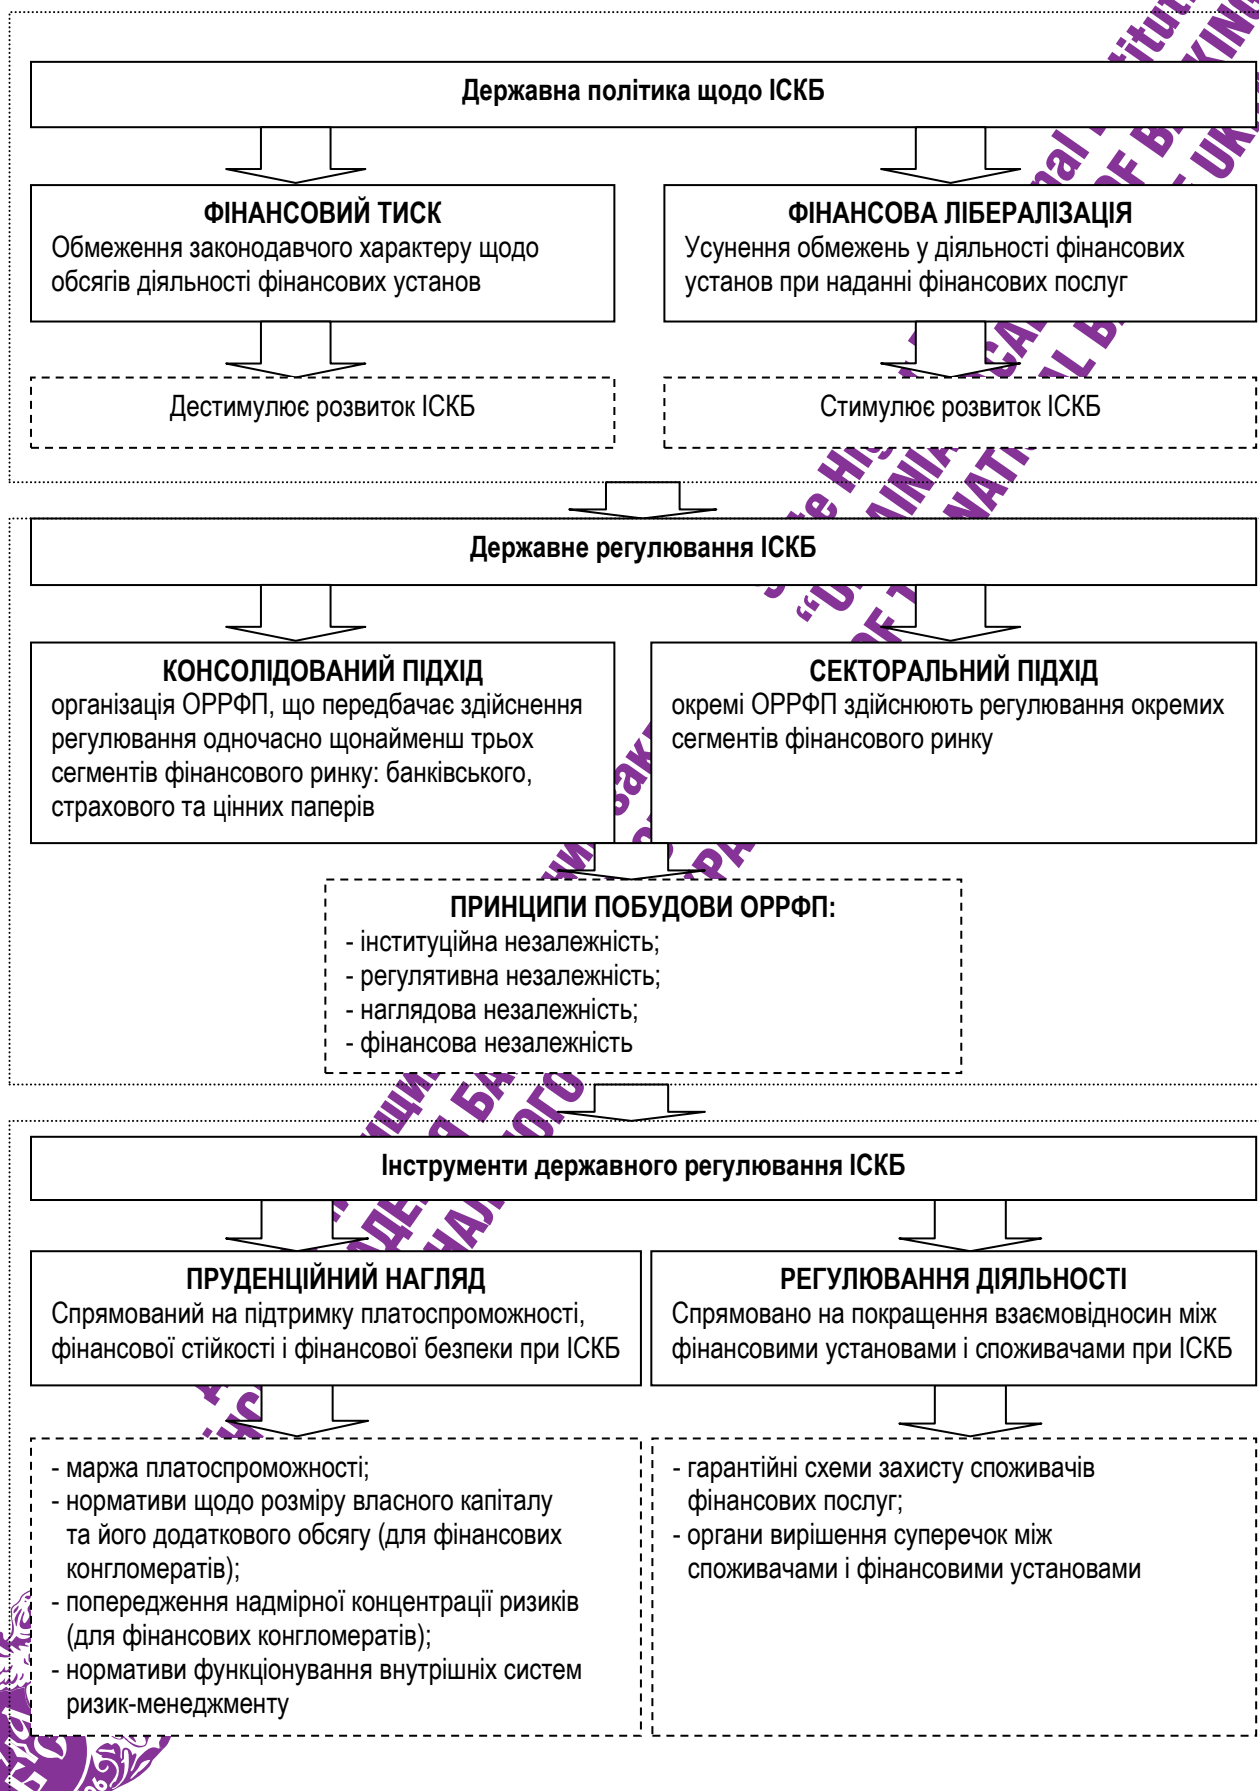 Державна політика щодо ІСКБ
ФІНАНСОВИЙ ТИСК
Обмеження законодавчого характеру щодо
обсягів діяльності фінансових установ
ФІНАНСОВА ЛІБЕРАЛІЗАЦІЯ
Усунення обмежень у діяльності фінансових
установ при наданні фінансових послуг
Дестимулює розвиток ІСКБ
Стимулює розвиток ІСКБ
Державне регулювання ІСКБ
КОНСОЛІДОВАНИЙ ПІДХІД
організація ОРРФП, що передбачає здійснення
регулювання одночасно щонайменш трьох
сегментів фінансового ринку: банківського,
страхового та цінних паперів
СЕКТОРАЛЬНИЙ ПІДХІД
окремі ОРРФП здійснюють регулювання окремих
сегментів фінансового ринку
ПРИНЦИПИ ПОБУДОВИ ОРРФП:
- інституційна незалежність;
- регулятивна незалежність;
- наглядова незалежність;
- фінансова незалежність
Інструменти державного регулювання ІСКБ
ПРУДЕНЦІЙНИЙ НАГЛЯД
Спрямований на підтримку платоспроможності,
фінансової стійкості і фінансової безпеки при ІСКБ
РЕГУЛЮВАННЯ ДІЯЛЬНОСТІ
Спрямовано на покращення взаємовідносин між
фінансовими установами і споживачами при ІСКБ
- маржа платоспроможності;
- нормативи щодо розміру власного капіталу
та його додаткового обсягу (для фінансових
конгломератів);
- попередження надмірної концентрації ризиків
(для фінансових конгломератів);
- нормативи функціонування внутрішніх систем
ризик-менеджменту
- гарантійні схеми захисту споживачів
фінансових послуг;
- органи вирішення суперечок між
споживачами і фінансовими установами